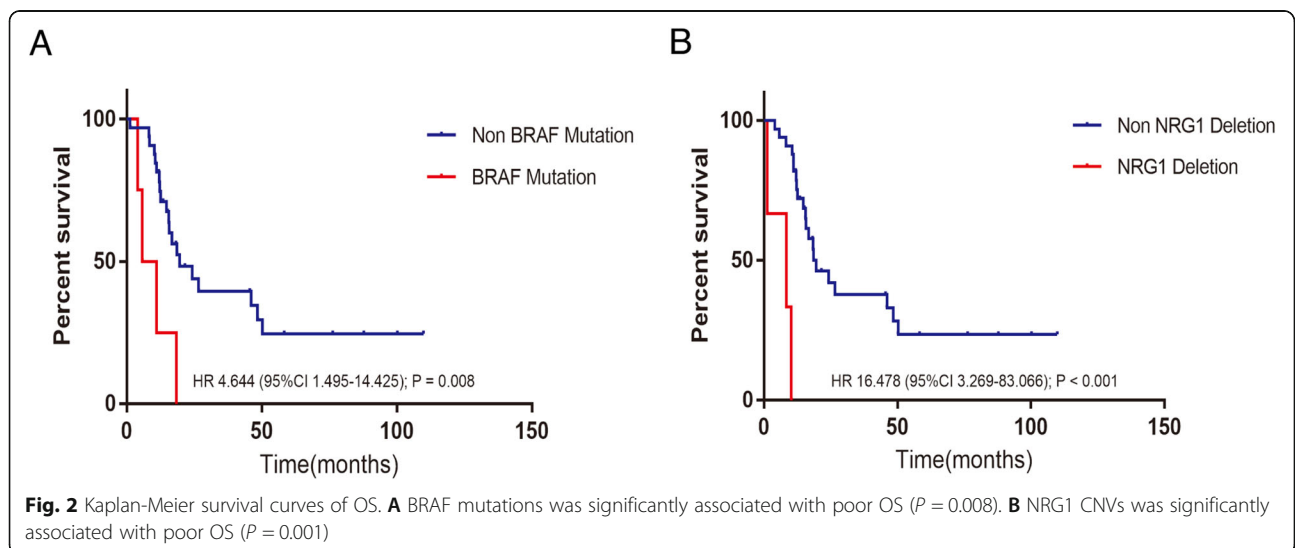 A
100
50
0
Percent survival
Non BRAF Mutation
BRAF Mutation
HR 4.644 (95%CI 1.495-14.425); P = 0.008
0 50 100 150
Time(months)
B
100
50
0
Percent survival
Non NRG1 Deletion
NRG1 Deletion
HR 16.478 (95%CI 3.269-83.066); P < 0.001
0 50 100 150
Time(months)
Fig. 2 Kaplan-Meier survival curves of OS. A BRAF mutations was significantly associated with poor OS (P = 0.008). B NRG1 CNVs was significantly
associated with poor OS (P = 0.001)